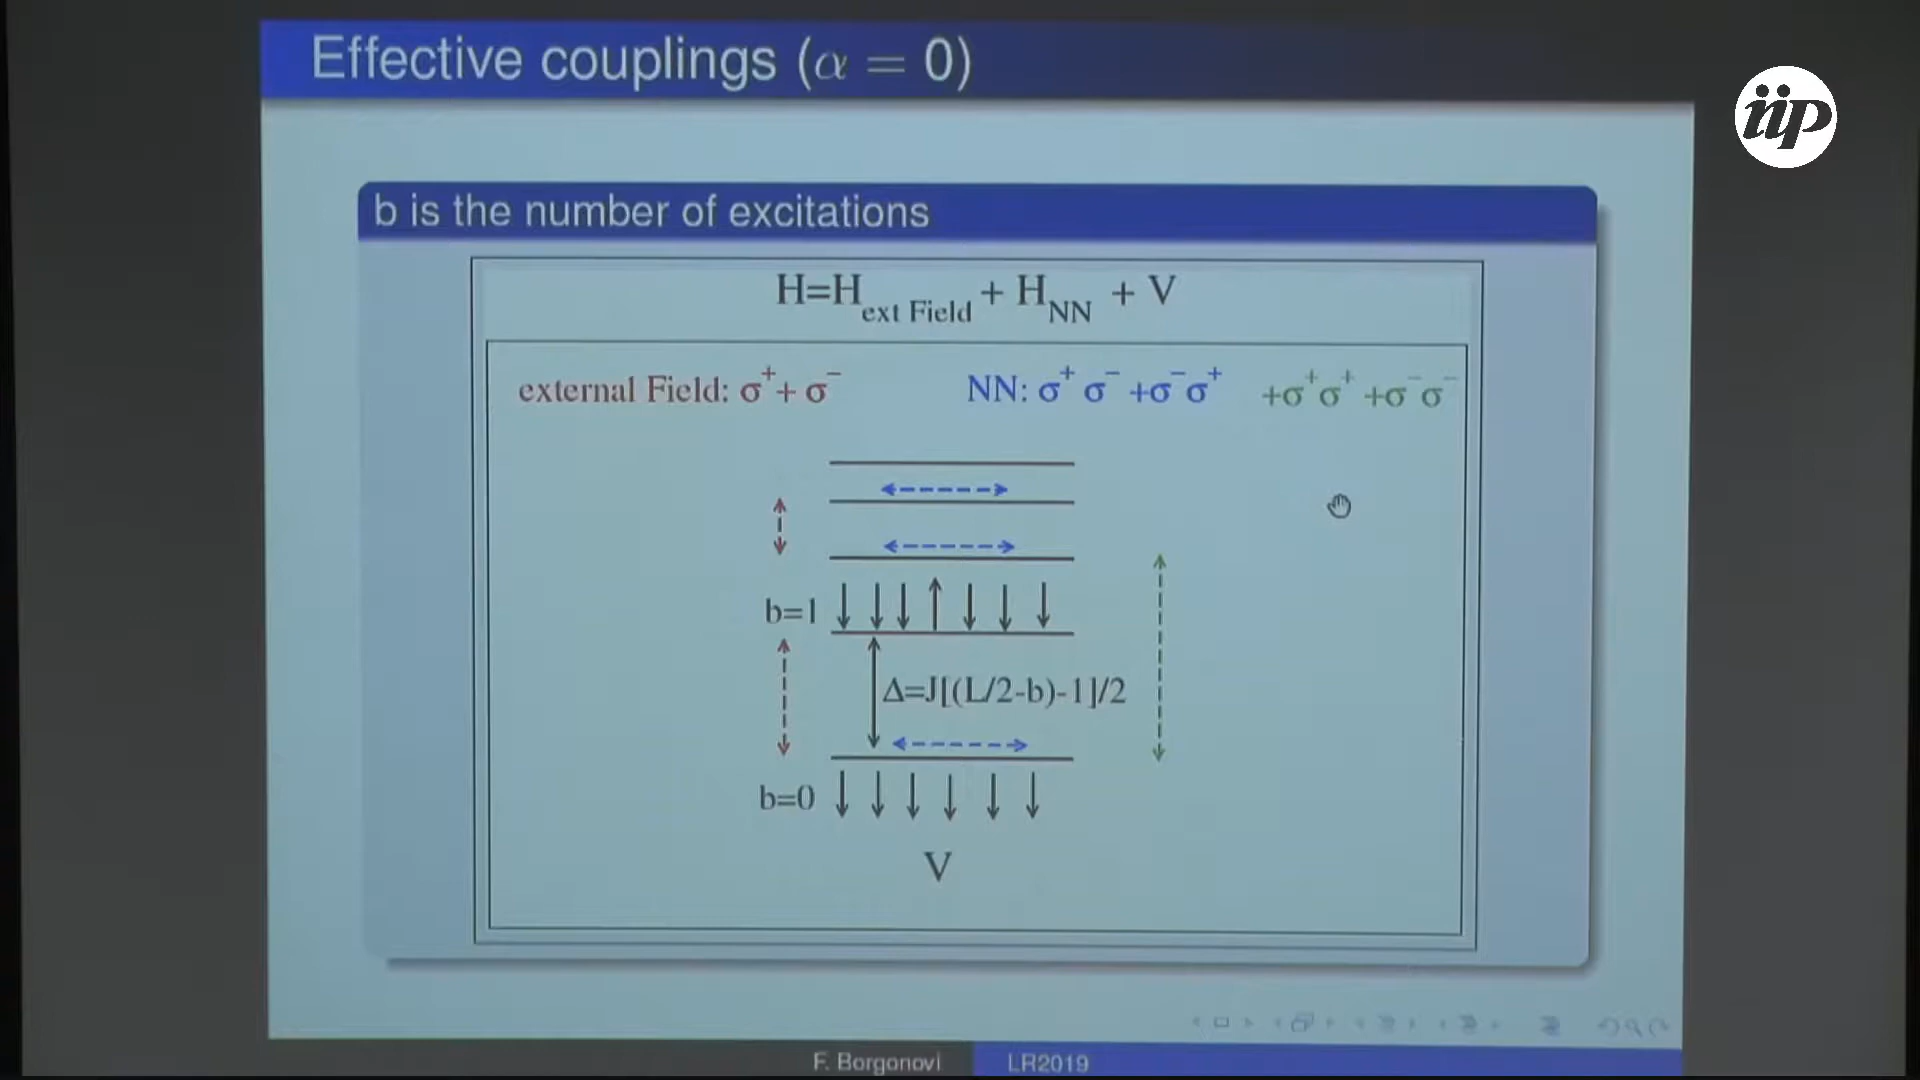 Effective couplings (α = 0)
iip
b is the number of excitations
H=H_ext Field + H_NN + V
external Field: σ⁺+ σ⁻ NN: σ⁺ σ⁻ +σ⁻σ⁺ +σ⁺σ⁺ +σ⁻σ⁻
b=1
Δ=J[(L/2-b)-1]/2
b=0
V
F. Borgonovi LR2019